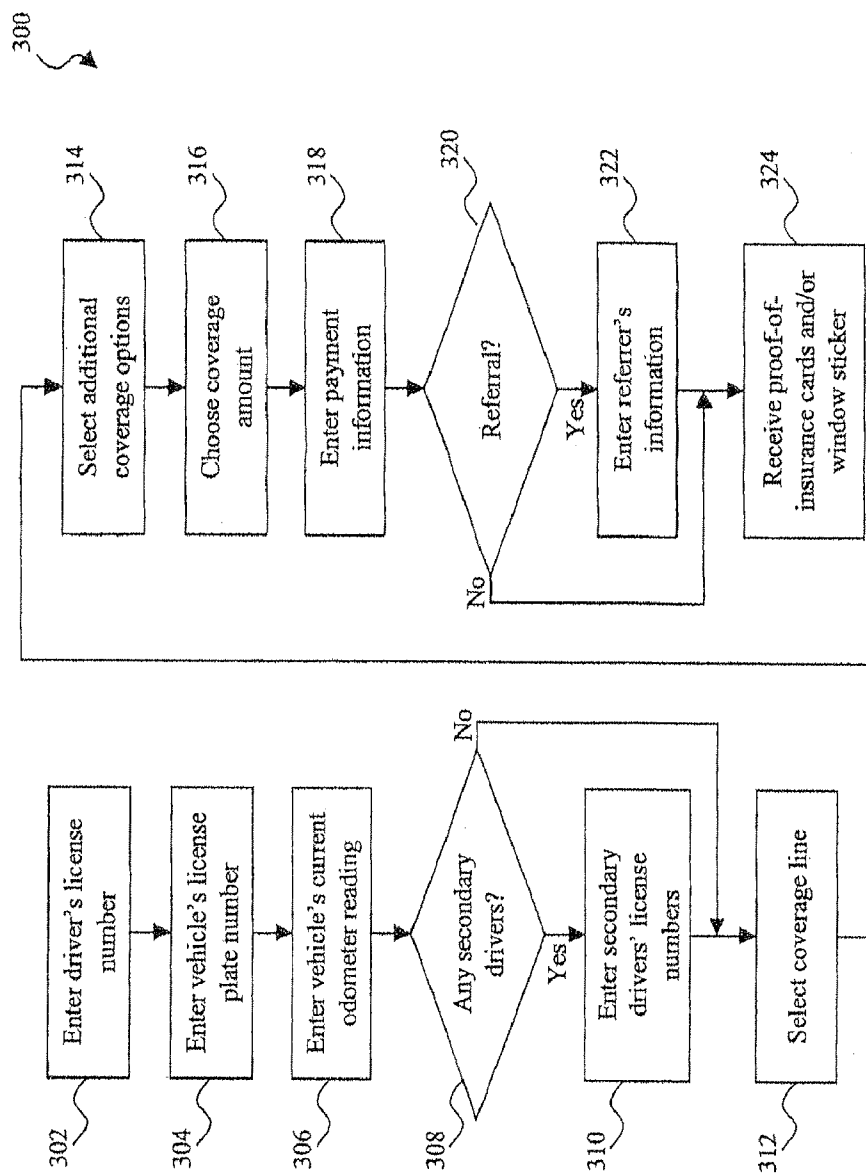 300
302
Enter driver's license
number
304
Enter vehicle's license
plate number
306
Enter vehicle's current
odometer reading
308
Any secondary
drivers?
No
Yes
310
Enter secondary
drivers' license
numbers
312
Select coverage line
314
Select additional
coverage options
316
Choose coverage
amount
318
Enter payment
information
320
Referral?
No
Yes
322
Enter referrer's
information
324
Receive proof-of-
insurance cards and/or
window sticker